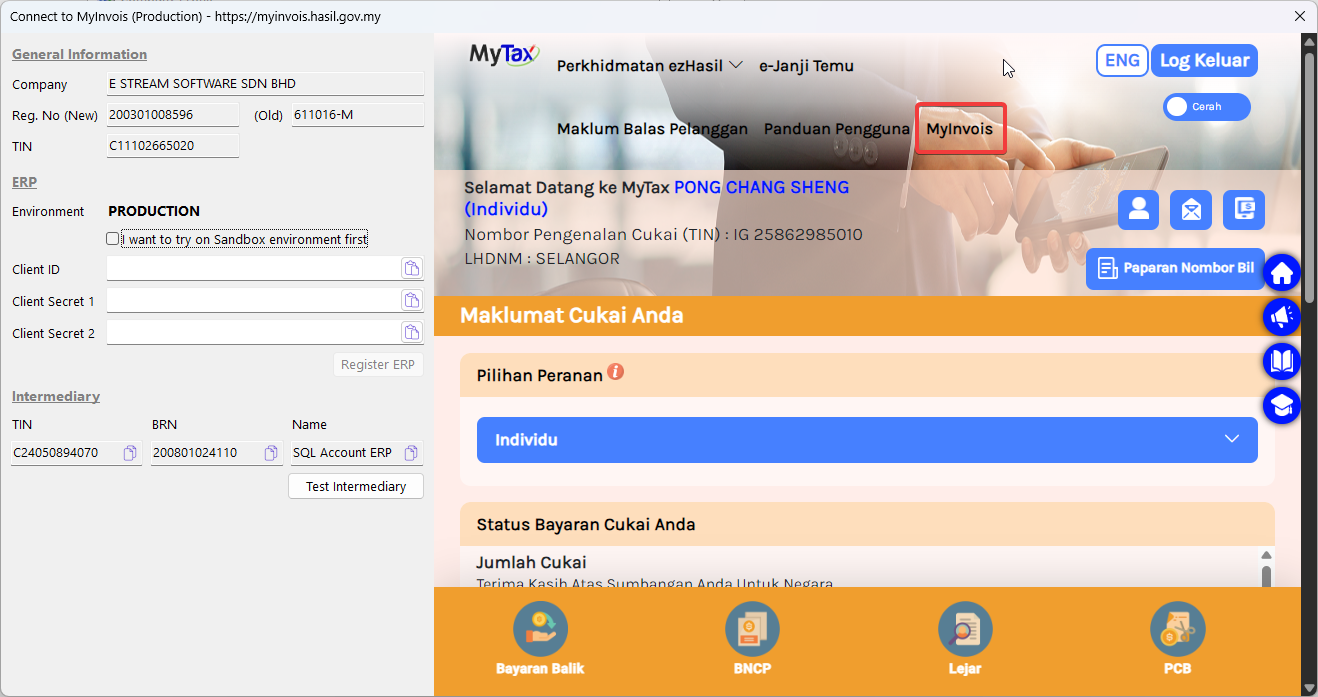 Connect to MyInvois (Production) - https://myinvois.hasil.gov.my
General Information
Company E STREAM SOFTWARE SDN BHD
Reg. No (New) 200301008596 (Old) 611016-M
TIN C11102665020
ERP
Environment PRODUCTION
I want to try on Sandbox environment first
Client ID
Client Secret 1
Client Secret 2
Register ERP
Intermediary
TIN BRN Name
C24050894070 200801024110 SQL Account ERP
Test Intermediary
MyTax
Perkhidmatan ezHasil e-Janji Temu
ENG Log Keluar
Cerah
Maklum Balas Pelanggan Panduan Pengguna MyInvois
Selamat Datang ke MyTax PONG CHANG SHENG
(Individu)
Nombor Pengenalan Cukai (TIN) : IG 25862985010
LHDNM : SELANGOR
Paparan Nombor Bil
Maklumat Cukai Anda
Pilihan Peranan
Individu
Status Bayaran Cukai Anda
Jumlah Cukai
Terima Kasih Atas Sumbangan Anda Untuk Negara
Bayaran Balik BNCP Lejar PCB